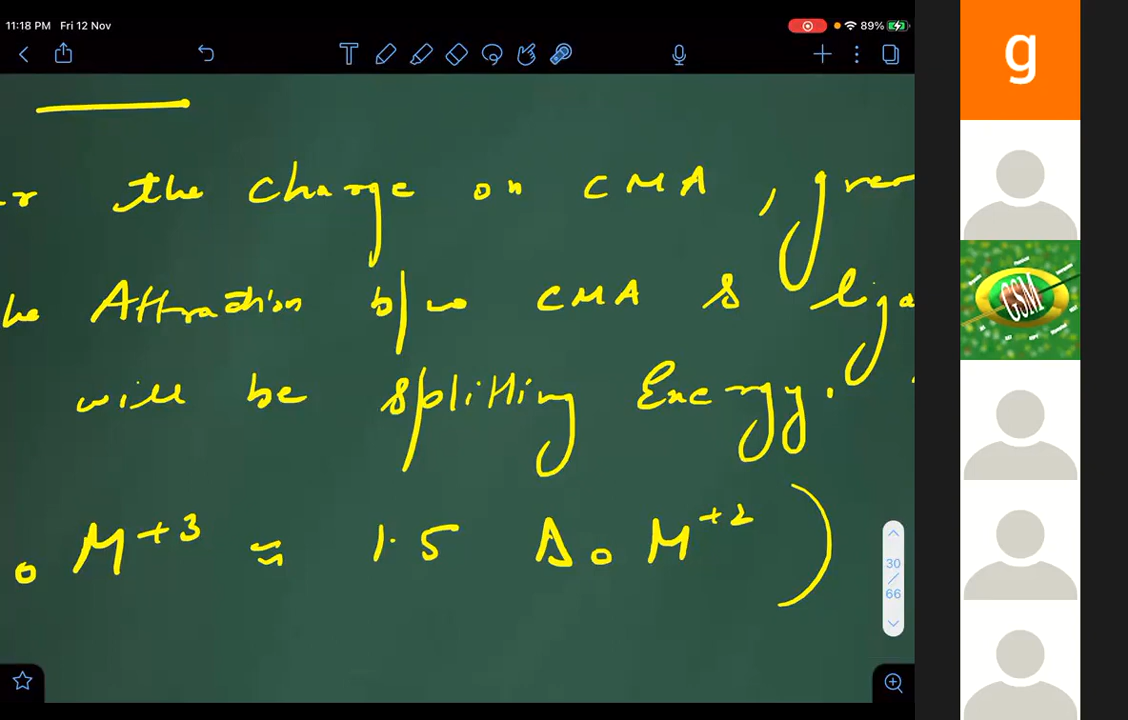 11:18 PM Fri 12 Nov
89%
g
the charge on CMA,
Attraction b/w CMA & 
GSM
will be splitting Energy.
o M+3 ≈ 1.5 Δo M+2)
30
/
66